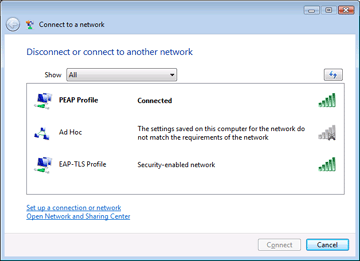 Connect to a network
Disconnect or connect to another network
Show All
PEAP Profile Connected
Ad Hoc The settings saved on this computer for the network do
not match the requirements of the network
EAP-TLS Profile Security-enabled network
Set up a connection or network
Open Network and Sharing Center
Connect Cancel